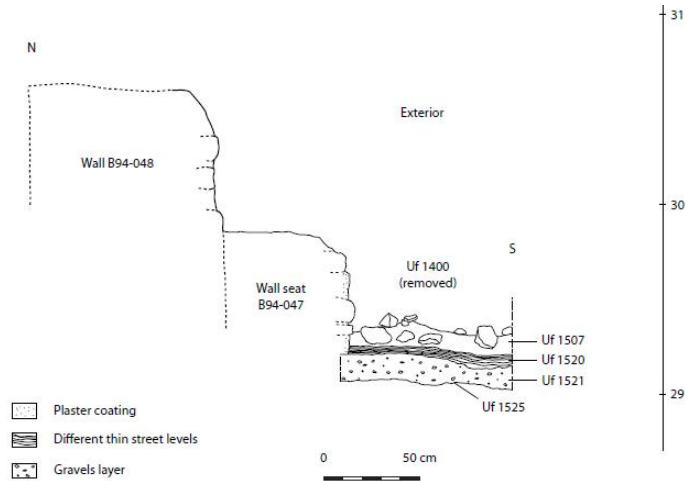 31
N
Exterior
Wall B94-048
30
S
Uf 1400
(removed)
Wall seat
B94-047
Uf 1507
Uf 1520
Uf 1521
29
Uf 1525
Plaster coating
Different thin street levels
Gravels layer
0 50 cm